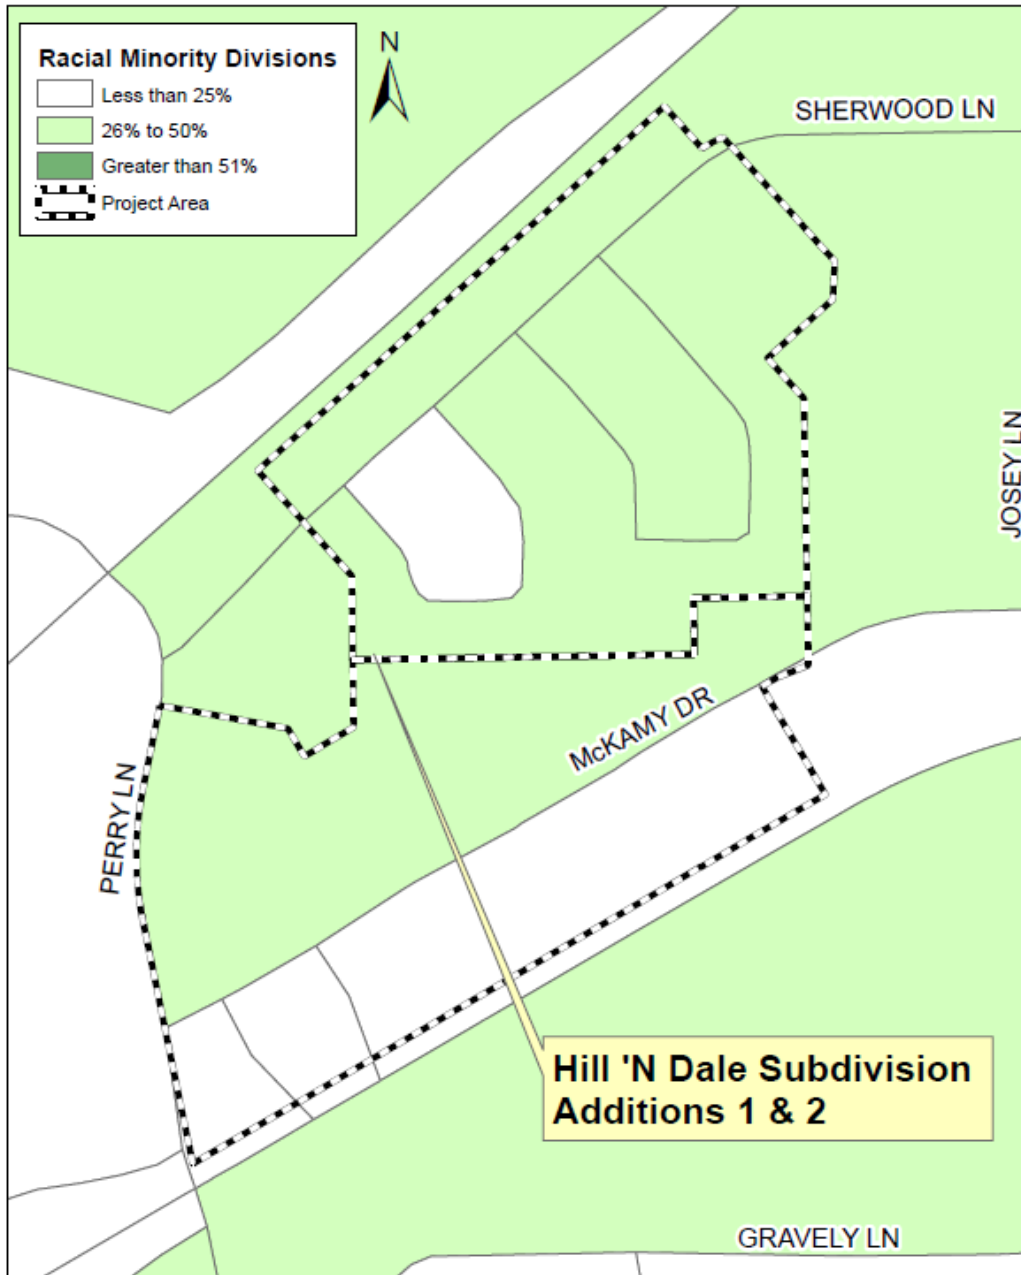 Racial Minority Divisions
Less than 25%
26% to 50%
Greater than 51%
Project Area
N
SHERWOOD LN
JOSEY LN
McKAMY DR
PERRY LN
Hill 'N Dale Subdivision
Additions 1 & 2
GRAVELY LN